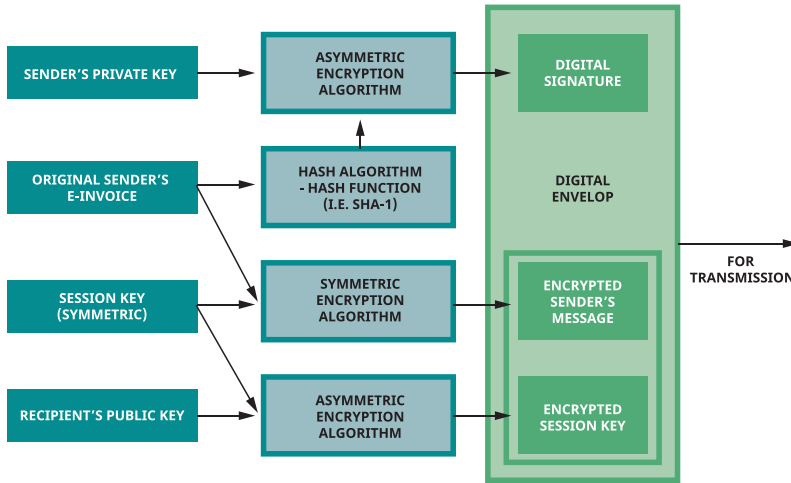 SENDER'S PRIVATE KEY
ASYMMETRIC
ENCRYPTION
ALGORITHM
DIGITAL
SIGNATURE
ORIGINAL SENDER'S
E-INVOICE
HASH ALGORITHM
- HASH FUNCTION
(I.E. SHA-1)
DIGITAL
ENVELOP
FOR
TRANSMISSION
SESSION KEY
(SYMMETRIC)
SYMMETRIC
ENCRYPTION
ALGORITHM
ENCRYPTED
SENDER'S
MESSAGE
RECIPIENT'S PUBLIC KEY
ASYMMETRIC
ENCRYPTION
ALGORITHM
ENCRYPTED
SESSION KEY